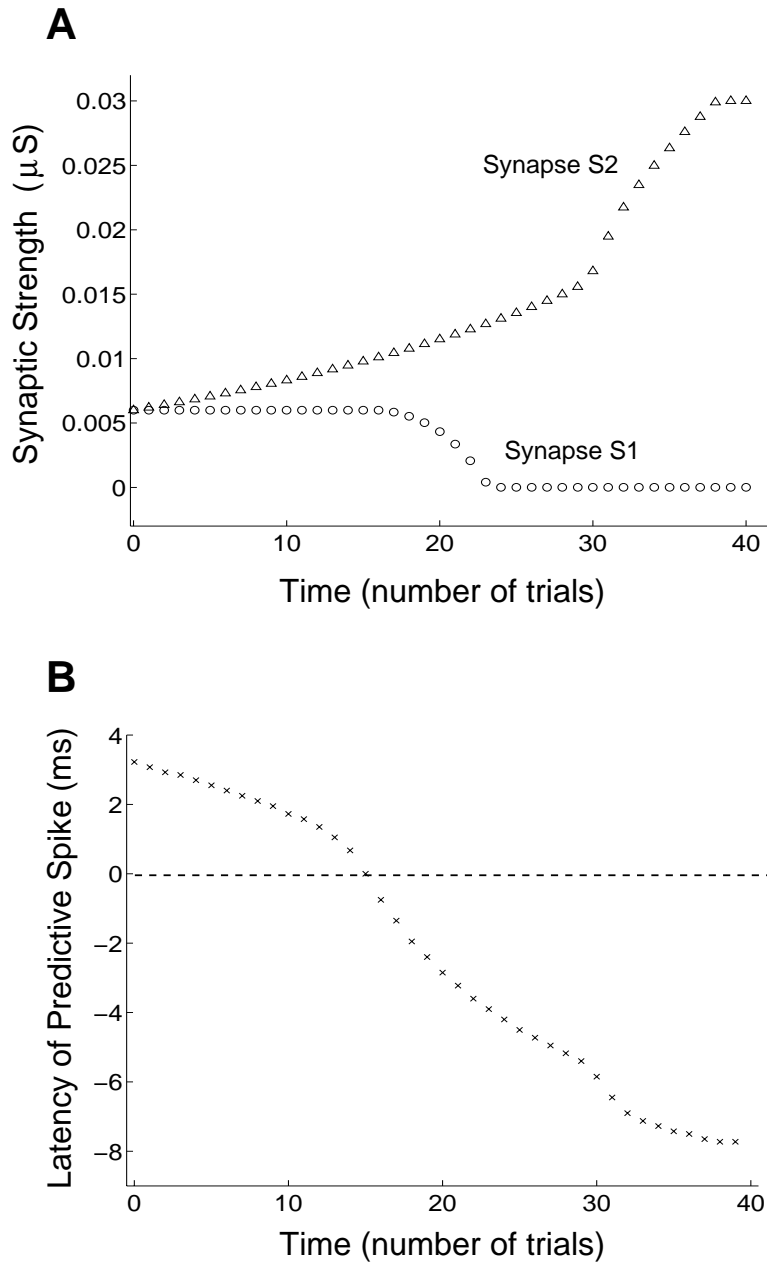 A
Synaptic Strength (μS)
0.03
0.025
0.02
0.015
0.01
0.005
0
Synapse S2
Synapse S1
0 10 20 30 40
Time (number of trials)
B
Latency of Predictive Spike (ms)
4
2
0
−2
−4
−6
−8
0 10 20 30 40
Time (number of trials)